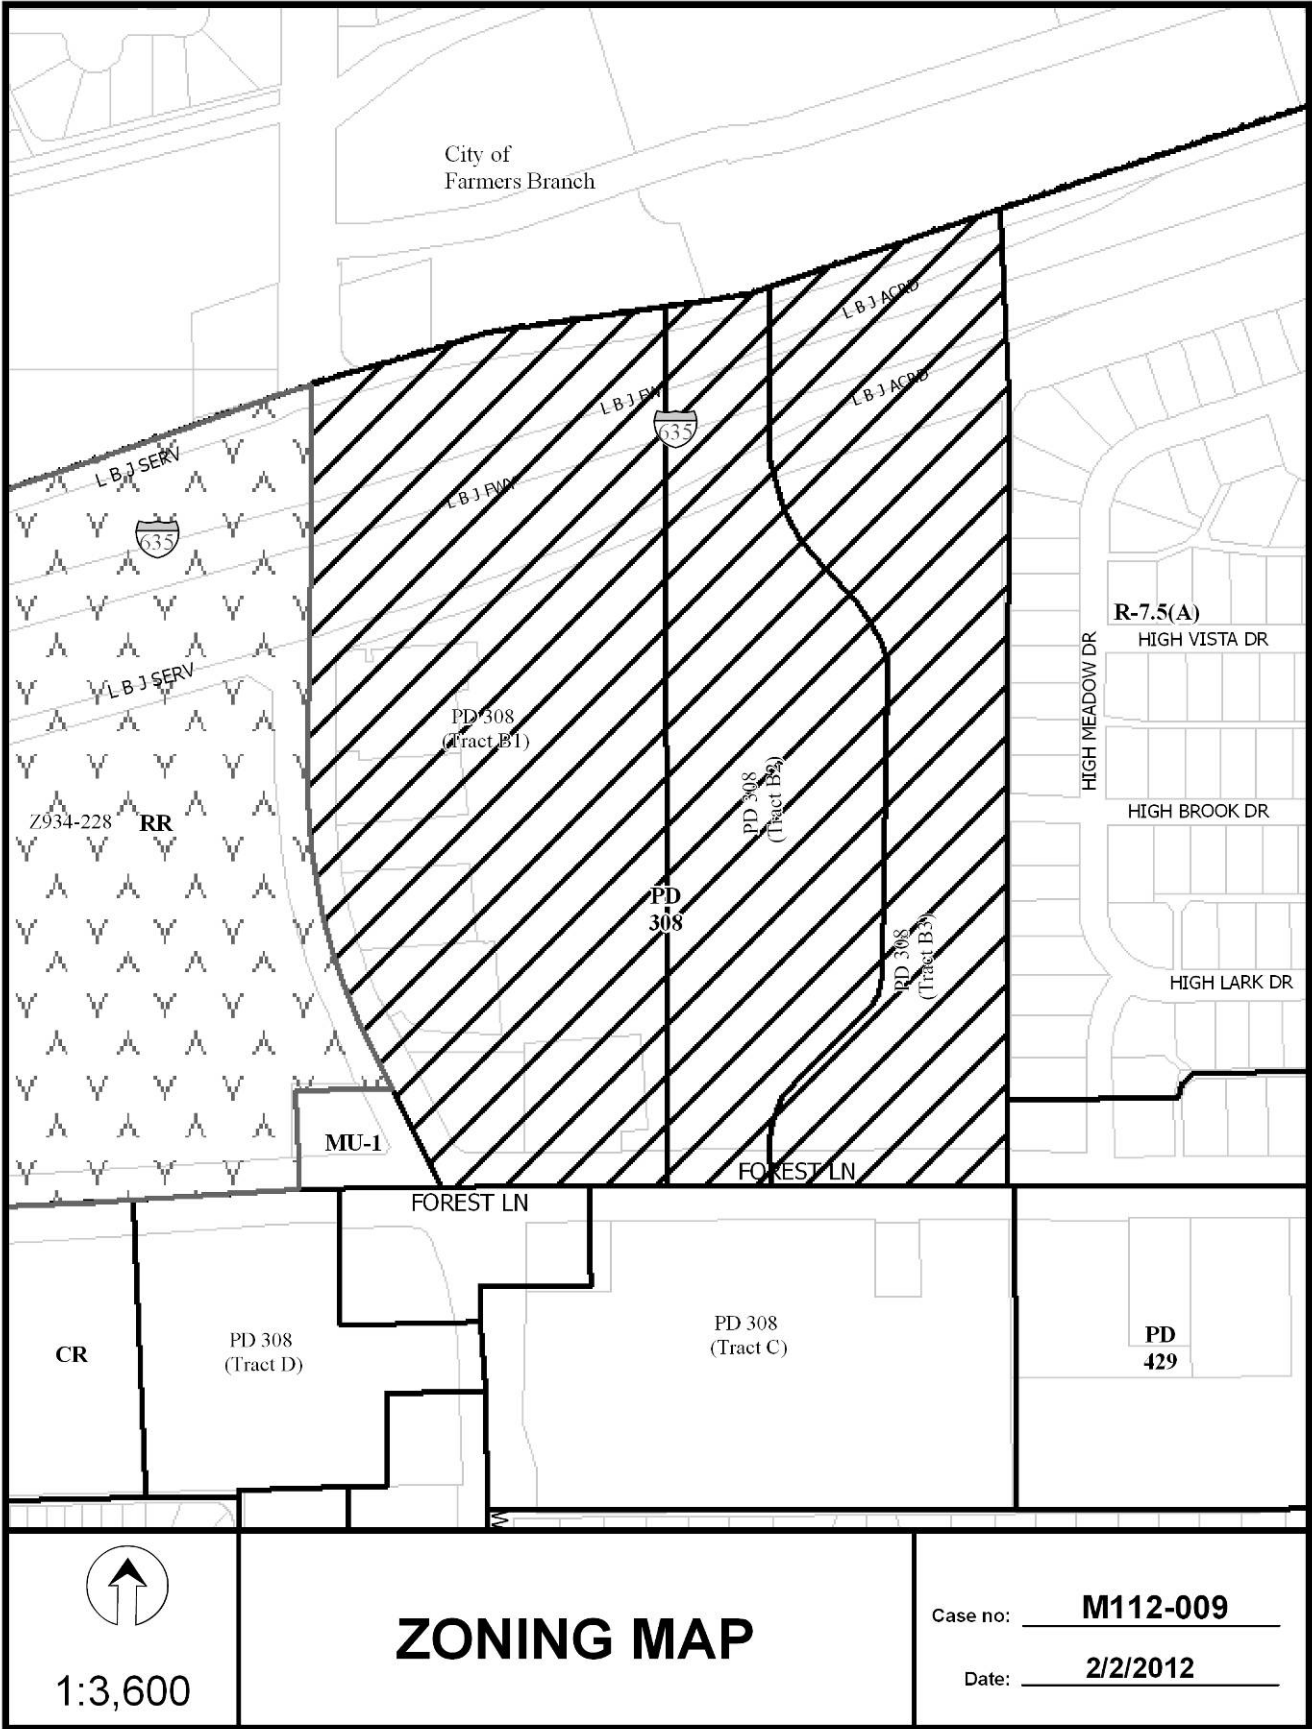 City of
Farmers Branch
L B J ACRD
L B J ACRD
L B J FW
635
L B J SERV
L B J FWY
635
R-7.5(A)
HIGH VISTA DR
HIGH MEADOW DR
L B J SERV
PD 308
(Tract B1)
PD 308
(Tract B2)
Z934-228
RR
HIGH BROOK DR
PD
308
PD 308
(Tract B3)
HIGH LARK DR
MU-1
FOREST LN
FOREST LN
PD 308
(Tract C)
PD 308
(Tract D)
CR
PD
429
1:3,600
ZONING MAP
Case no: M112-009
Date: 2/2/2012